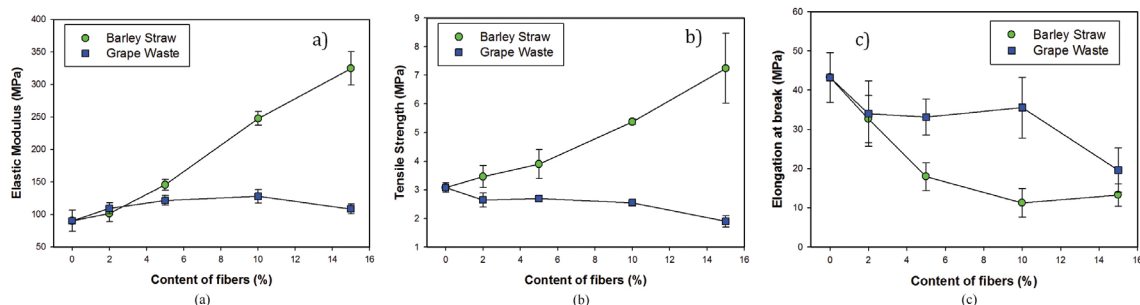 400
350
300
250
200
150
100
50
Elastic Modulus (MPa)
Barley Straw
Grape Waste
a)
0 2 4 6 8 10 12 14 16
Content of fibers (%)
(a)
9
8
7
6
5
4
3
2
1
Tensile Strength (MPa)
Barley Straw
Grape Waste
b)
0 2 4 6 8 10 12 14 16
Content of fibers (%)
(b)
60
50
40
30
20
10
0
Elongation at break (MPa)
c)
Barley Straw
Grape Waste
0 2 4 6 8 10 12 14 16
Content of fibers (%)
(c)